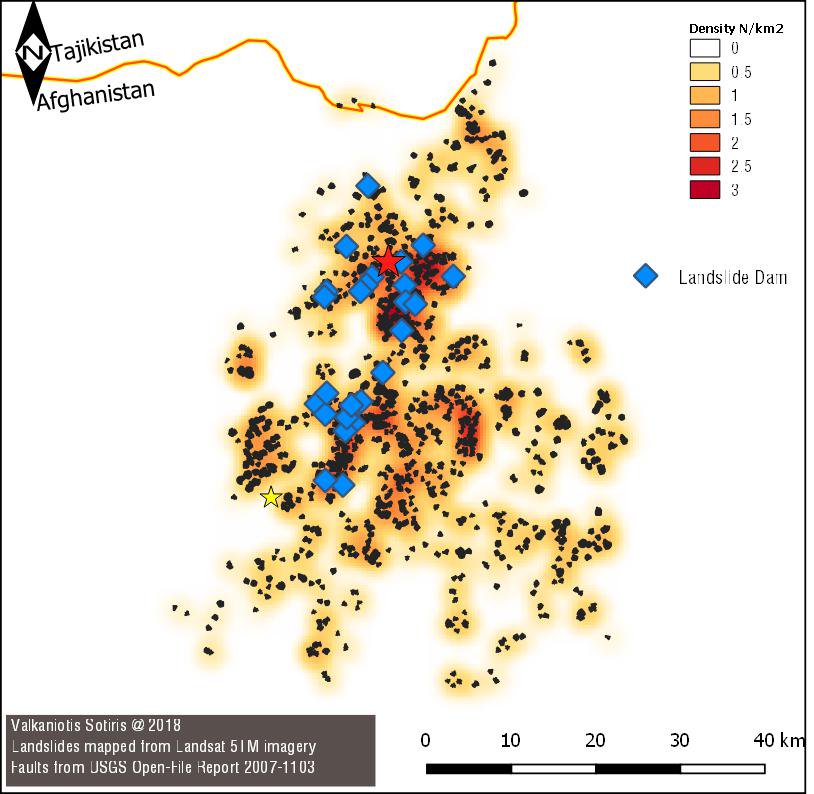 N
Tajikistan
Afghanistan
Density N/km2
0
0.5
1
1.5
2
2.5
3
Landslide Dam
Valkaniotis Sotiris @ 2018
Landslides mapped from Landsat 5TM imagery
Faults from USGS Open-File Report 2007-1103
0 10 20 30 40 km